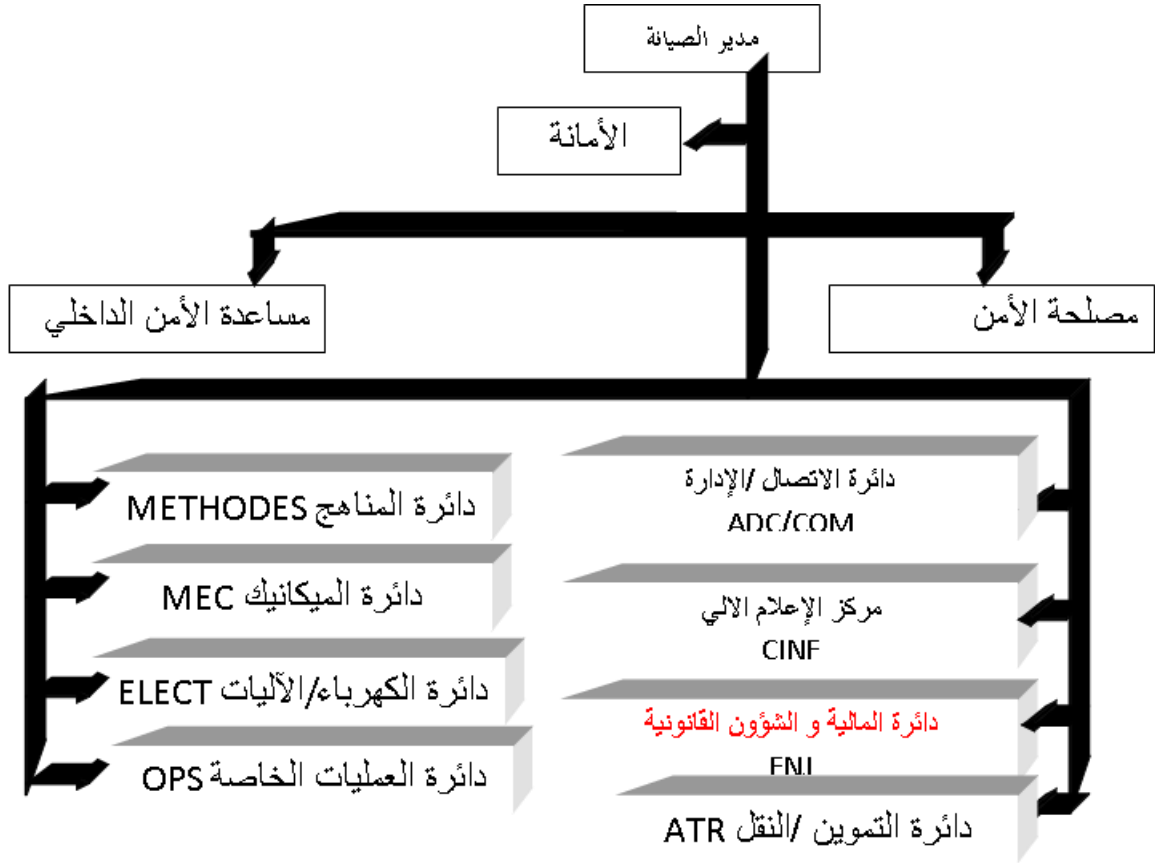 مدير الصيانة
الأمانة
مصلحة الأمن
مساعدة الأمن الداخلي
دائرة الاتصال /الإدارة
ADC/COM
مركز الإعلام الالي
CINF
دائرة المالية و الشؤون القانونية
FNJ
دائرة التموين /النقل ATR
دائرة المناهج METHODES
دائرة الميكانيك MEC
دائرة الكهرباء/الآليات ELECT
دائرة العمليات الخاصة OPS